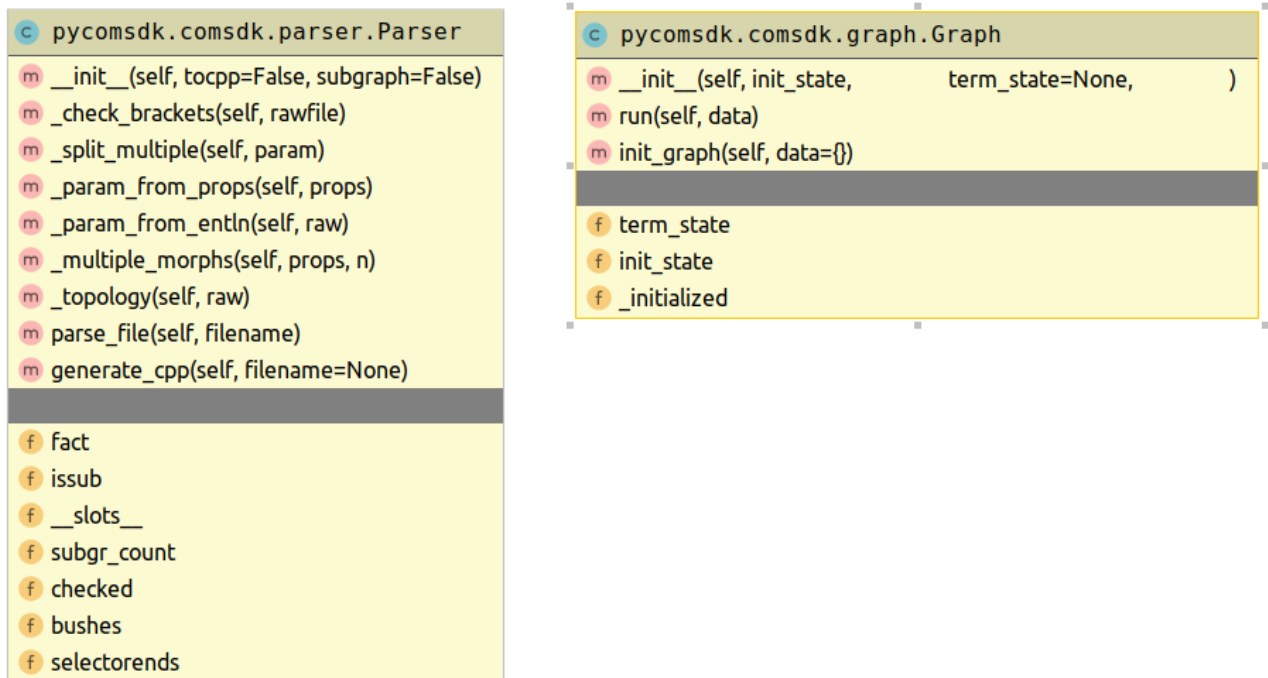 c pycomsdk.comsdk.parser.Parser
m __init__(self, tocpp=False, subgraph=False)
m _check_brackets(self, rawfile)
m _split_multiple(self, param)
m _param_from_props(self, props)
m _param_from_entln(self, raw)
m _multiple_morphs(self, props, n)
m _topology(self, raw)
m parse_file(self, filename)
m generate_cpp(self, filename=None)
f fact
f issub
f __slots__
f subgr_count
f checked
f bushes
f selectorends
c pycomsdk.comsdk.graph.Graph
m __init__(self, init_state, term_state=None, )
m run(self, data)
m init_graph(self, data={})
f term_state
f init_state
f _initialized